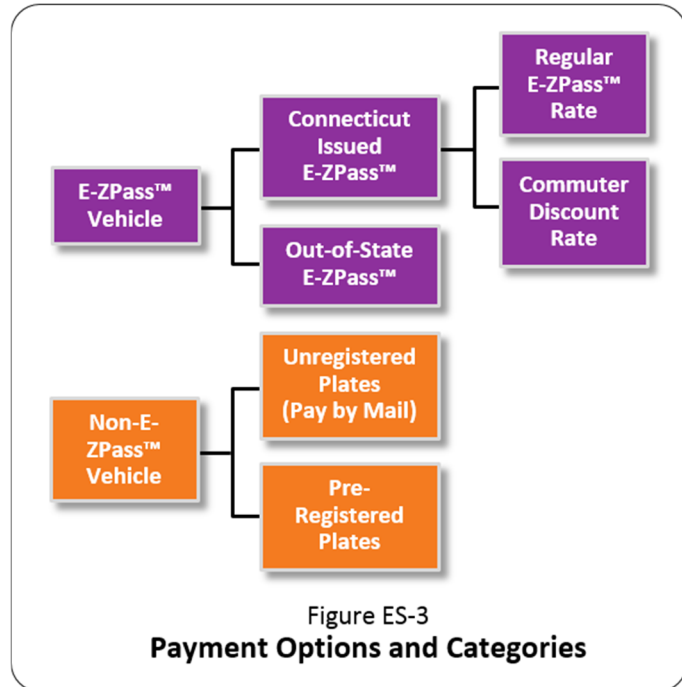 E-ZPass™
Vehicle
Connecticut
Issued
E-ZPass™
Regular
E-ZPass™
Rate
Commuter
Discount
Rate
Out-of-State
E-ZPass™
Non-E-
ZPass™
Vehicle
Unregistered
Plates
(Pay by Mail)
Pre-
Registered
Plates
Figure ES-3
Payment Options and Categories